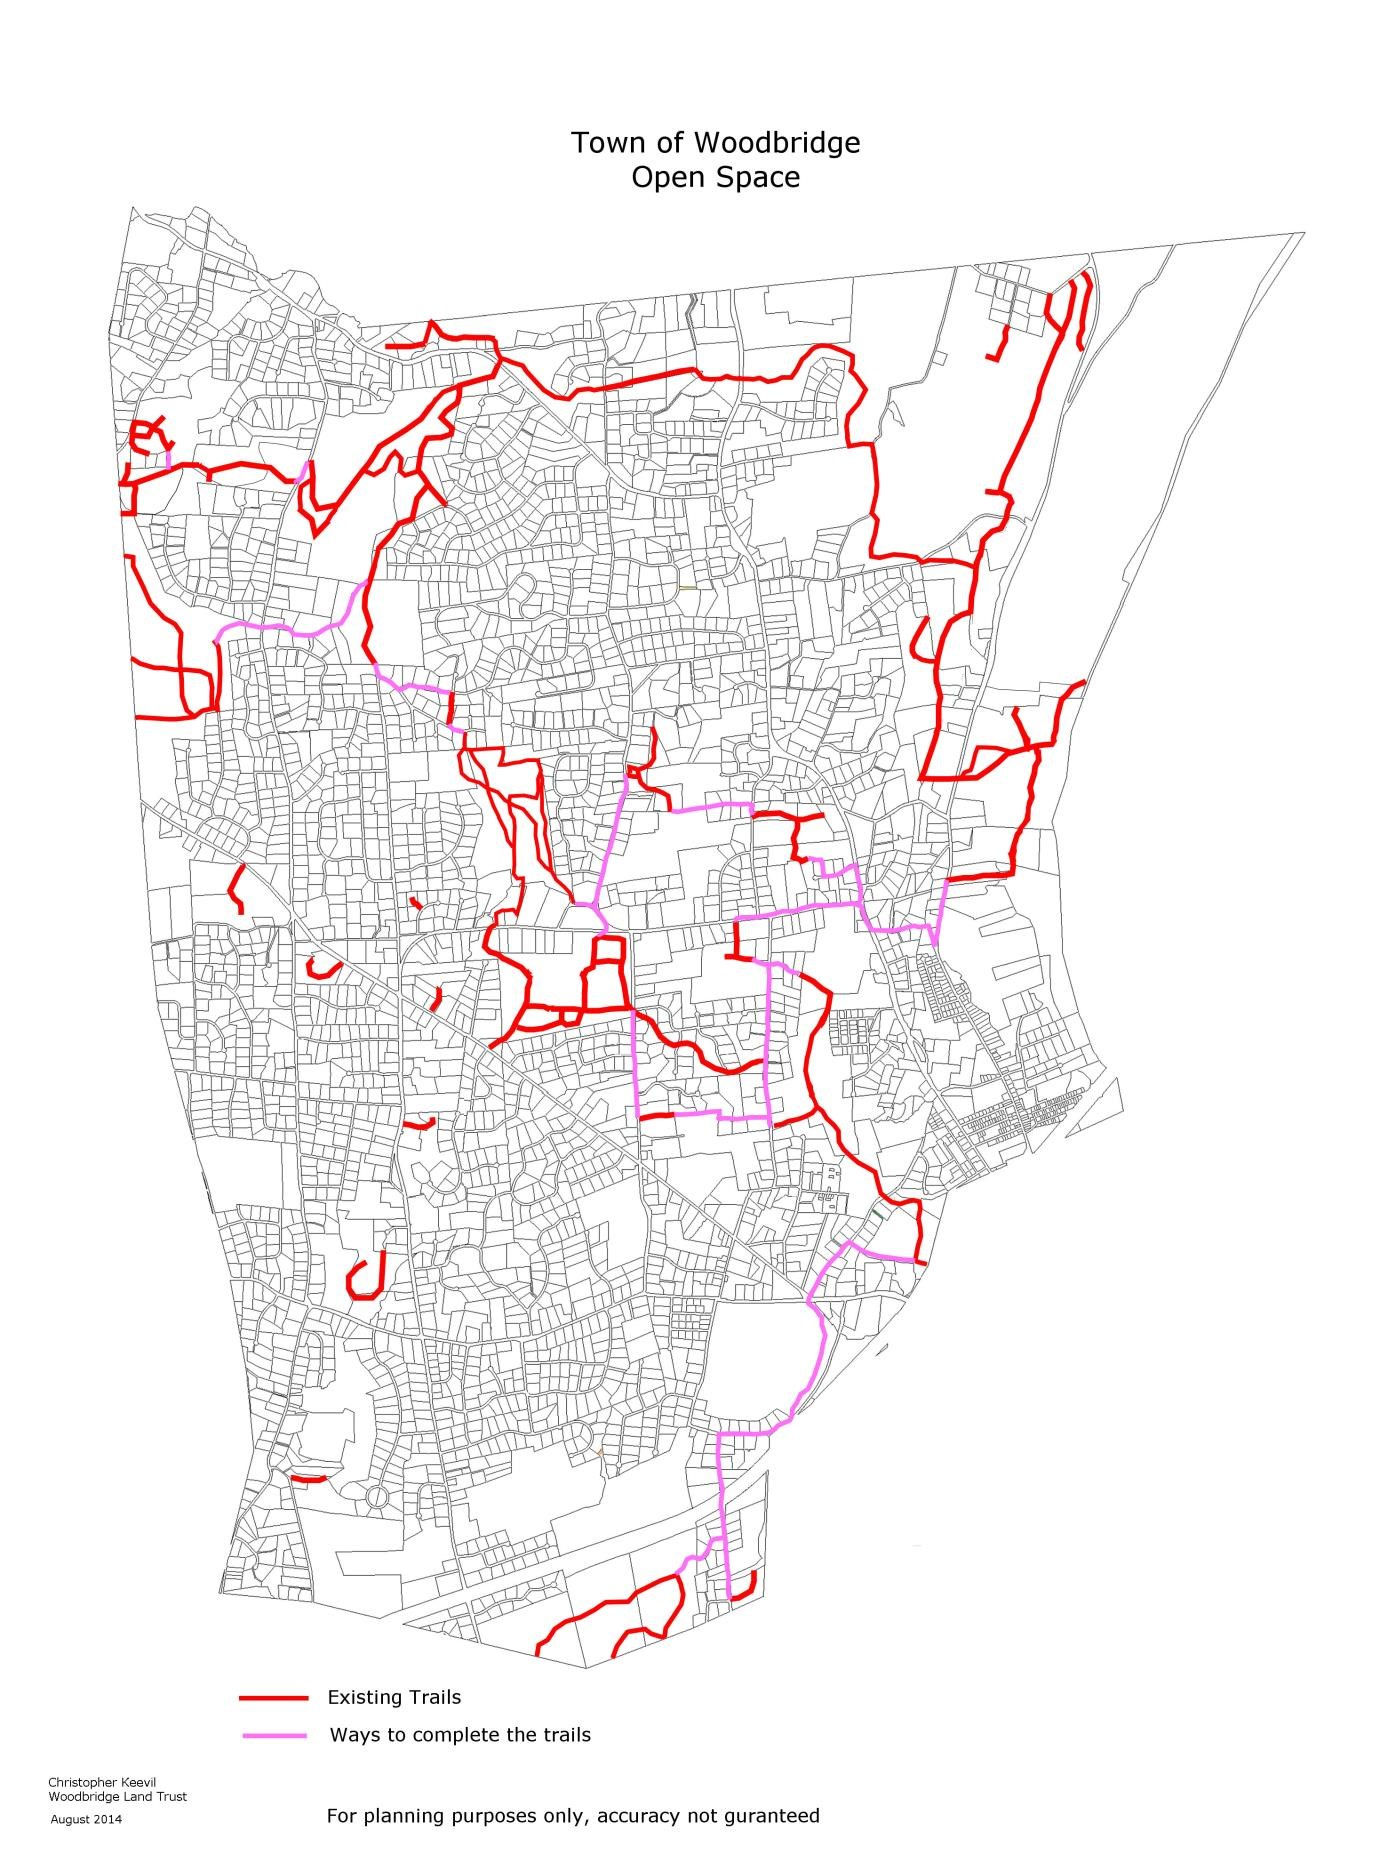 Town of Woodbridge
Open Space
Existing Trails
Ways to complete the trails
Christopher Keevil
Woodbridge Land Trust
August 2014
For planning purposes only, accuracy not guranteed